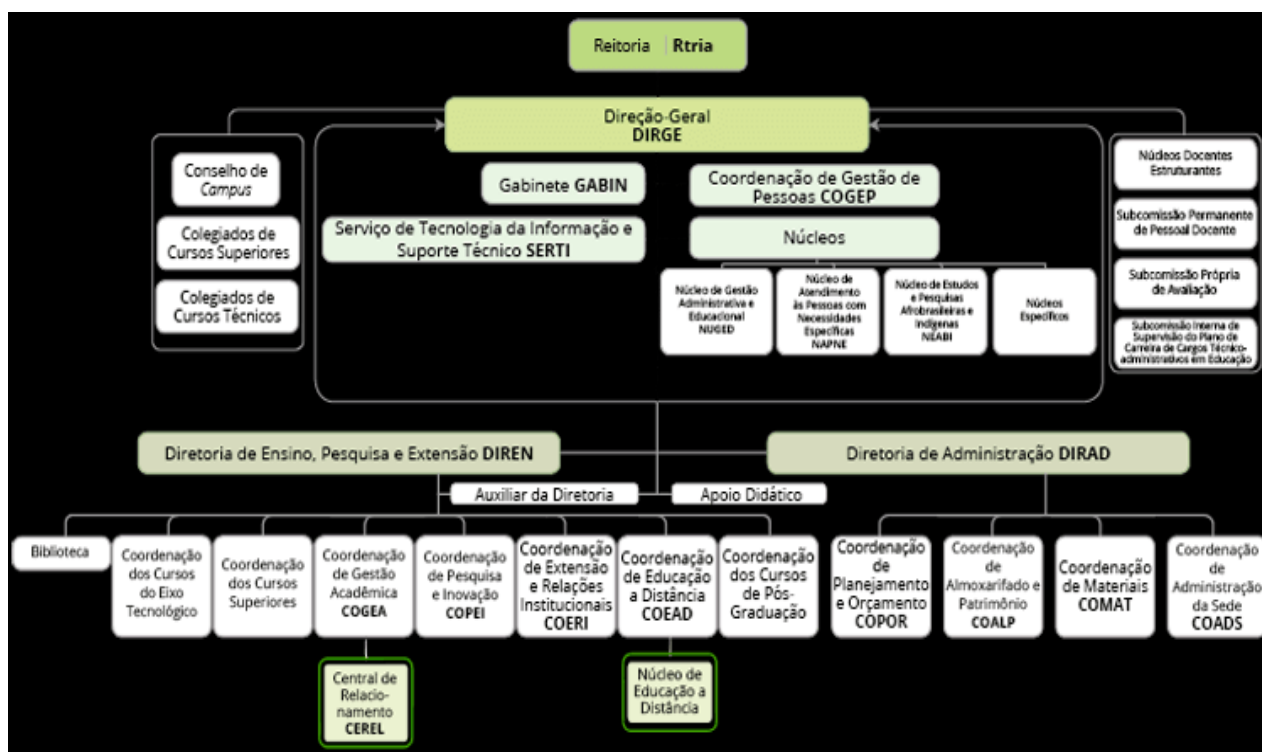 Reitoria | Rtria
Direção-Geral
DIRGE
Conselho de
Campus
Colegiados de
Cursos Superiores
Colegiados de
Cursos Técnicos
Gabinete GABIN
Coordenação de Gestão de
Pessoas COGEP
Serviço de Tecnologia da Informação e
Suporte Técnico SERTI
Núcleos
Núcleo de Gestão
Administrativa e
Educacional
NUGED
Núcleo de
Atendimento
às Pessoas com
Necessidades
Específicas
NAPNE
Núcleo de Estudos
e Pesquisas
Afrobrasileiras e
Indígenas
NEABI
Núcleos
Específicos
Núcleos Docentes
Estruturantes
Subcomissão Permanente
de Pessoal Docente
Subcomissão Própria
de Avaliação
Subcomissão Interna de
Supervisão do Plano de
Carreira de Cargos Técnico-
administrativos em Educação
Diretoria de Ensino, Pesquisa e Extensão DIREN
Diretoria de Administração DIRAD
Auxiliar da Diretoria
Apoio Didático
Biblioteca
Coordenação
dos Cursos
do Eixo
Tecnológico
Coordenação
dos Cursos
Superiores
Coordenação
de Gestão
Acadêmica
COGEA
Coordenação
de Pesquisa
e Inovação
COPEI
Coordenação
de Extensão
e Relações
Institucionais
COERI
Coordenação
de Educação
a Distância
COEAD
Coordenação
dos Cursos
de Pós-
Graduação
Coordenação
de
Planejamento
e Orçamento
COPOR
Coordenação
de
Almoxarifado e
Patrimônio
COALP
Coordenação
de Materiais
COMAT
Coordenação
de
Administração
da Sede
COADS
Central de
Relacio-
namento
CEREL
Núcleo de
Educação a
Distância